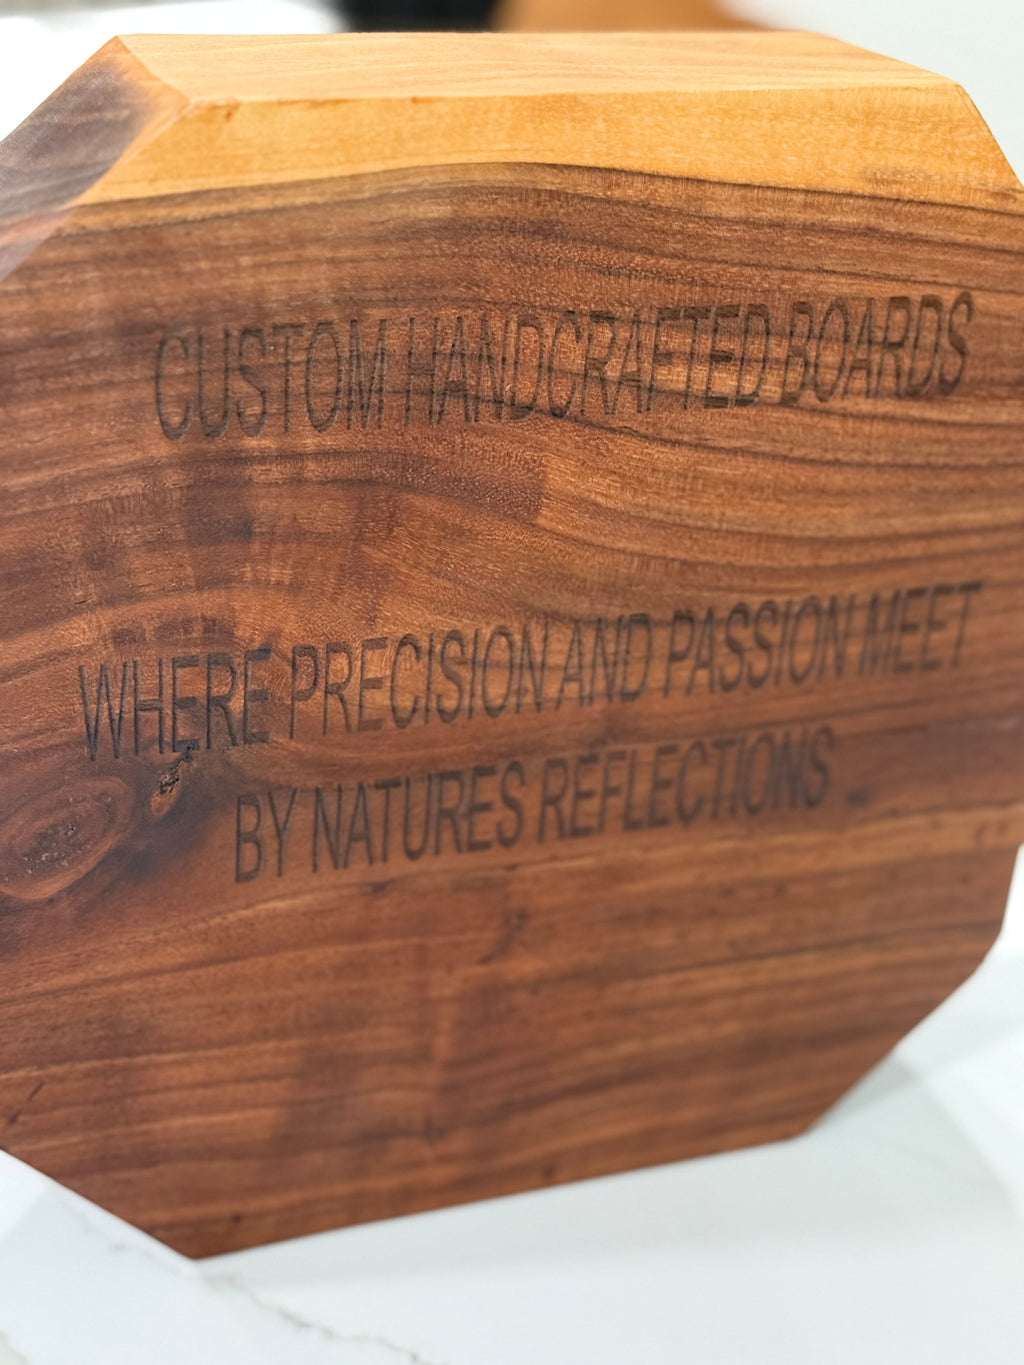 CUSTOM HANDCRAFTED BOARDS
WHERE PRECISION AND PASSION MEET
BY NATURES REFLECTIONS